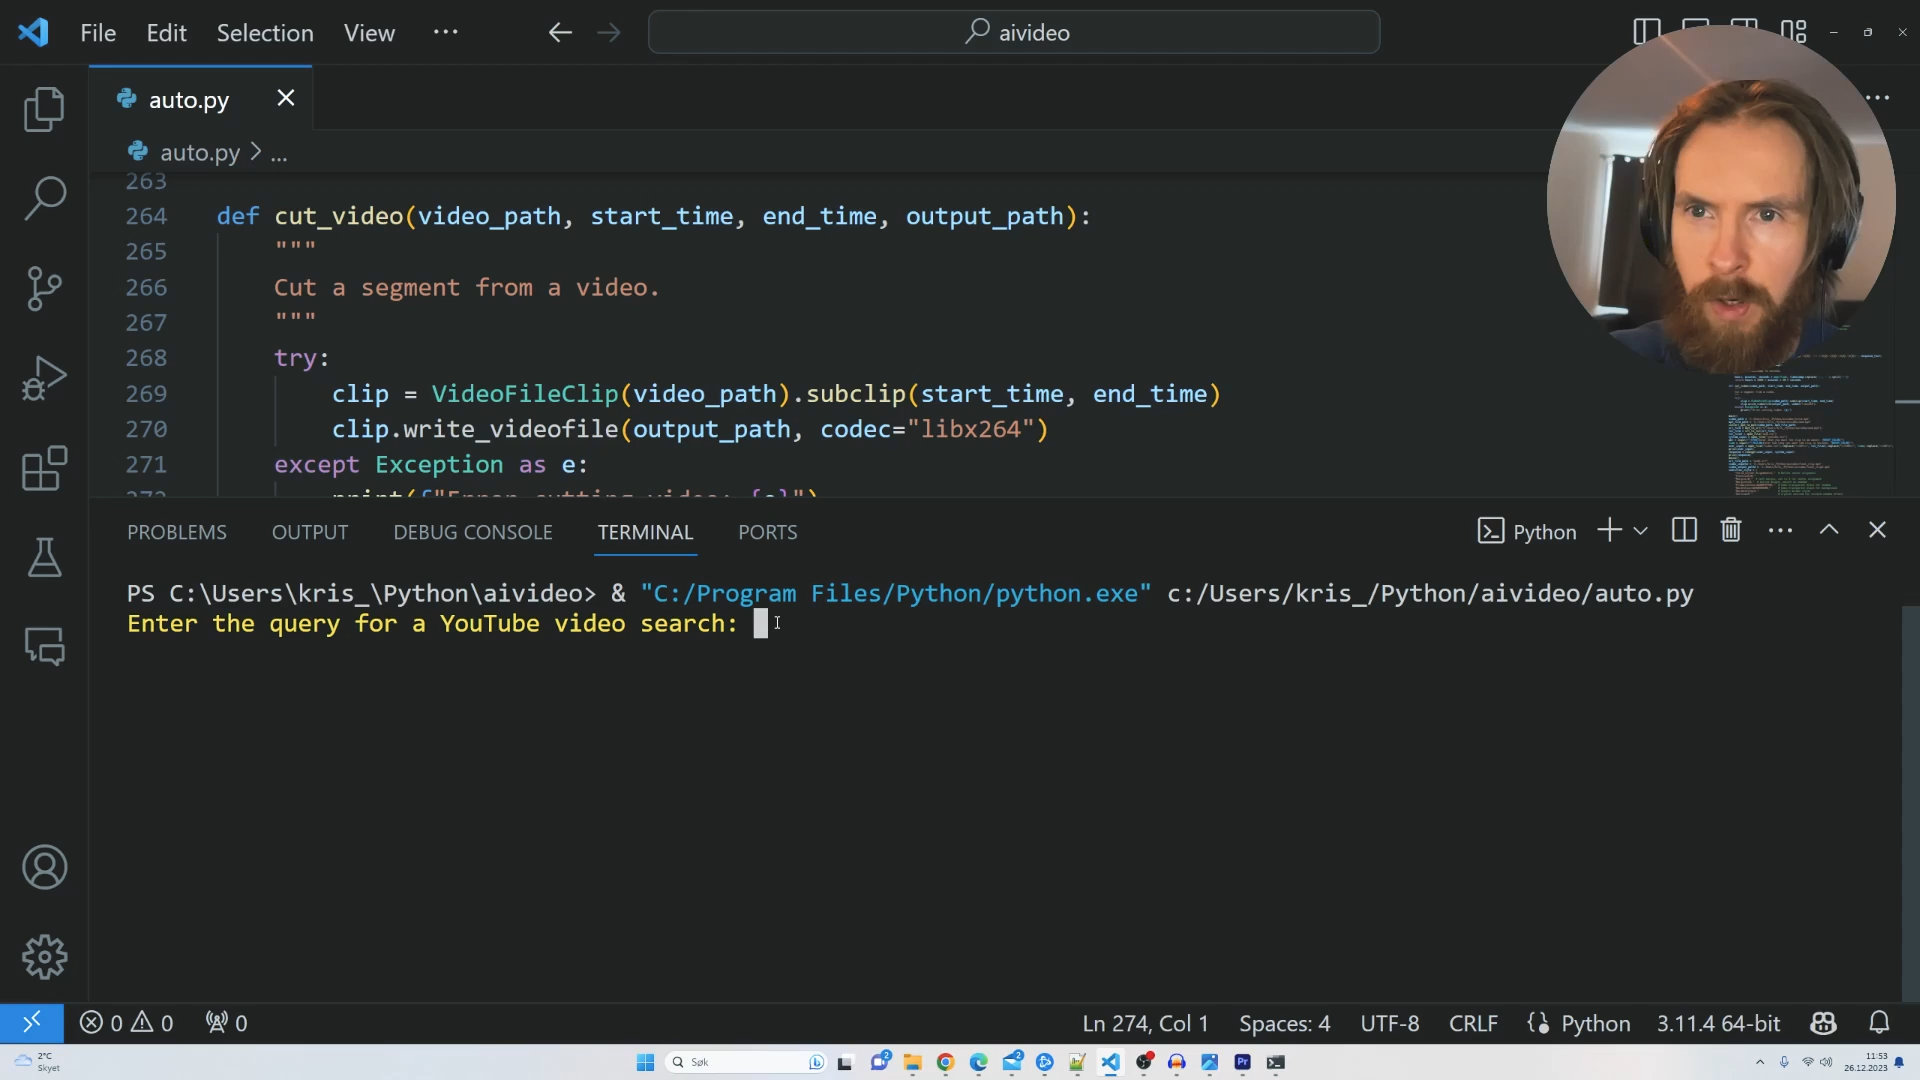 File Edit Selection View ··· aivideo
auto.py
auto.py > ...
263
264 def cut_video(video_path, start_time, end_time, output_path):
265 """
266 Cut a segment from a video.
267 """
268 try:
269 clip = VideoFileClip(video_path).subclip(start_time, end_time)
270 clip.write_videofile(output_path, codec="libx264")
271 except Exception as e:
272 print(f"Error cutting video: {e}")
PROBLEMS OUTPUT DEBUG CONSOLE TERMINAL PORTS Python
PS C:\Users\kris_\Python\aivideo> & "C:/Program Files/Python/python.exe" c:/Users/kris_/Python/aivideo/auto.py
Enter the query for a YouTube video search:
0 0 0 Ln 274, Col 1 Spaces: 4 UTF-8 CRLF Python 3.11.4 64-bit
2°C
Skyet
Søk
11:53
26.12.2023